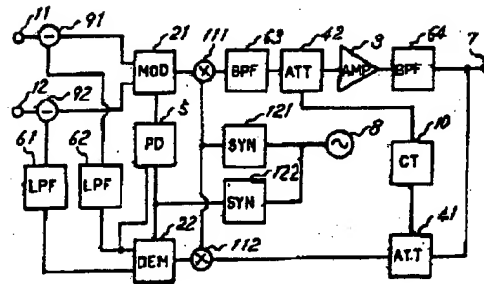 11 91 21 111 63 42 3 64 7
MOD BPF ATT AMP BPF
12 92 5 121 8 10
61 62 PD SYN CT
LPF LPF 122 SYN 41
22 DEM 112 AT.T